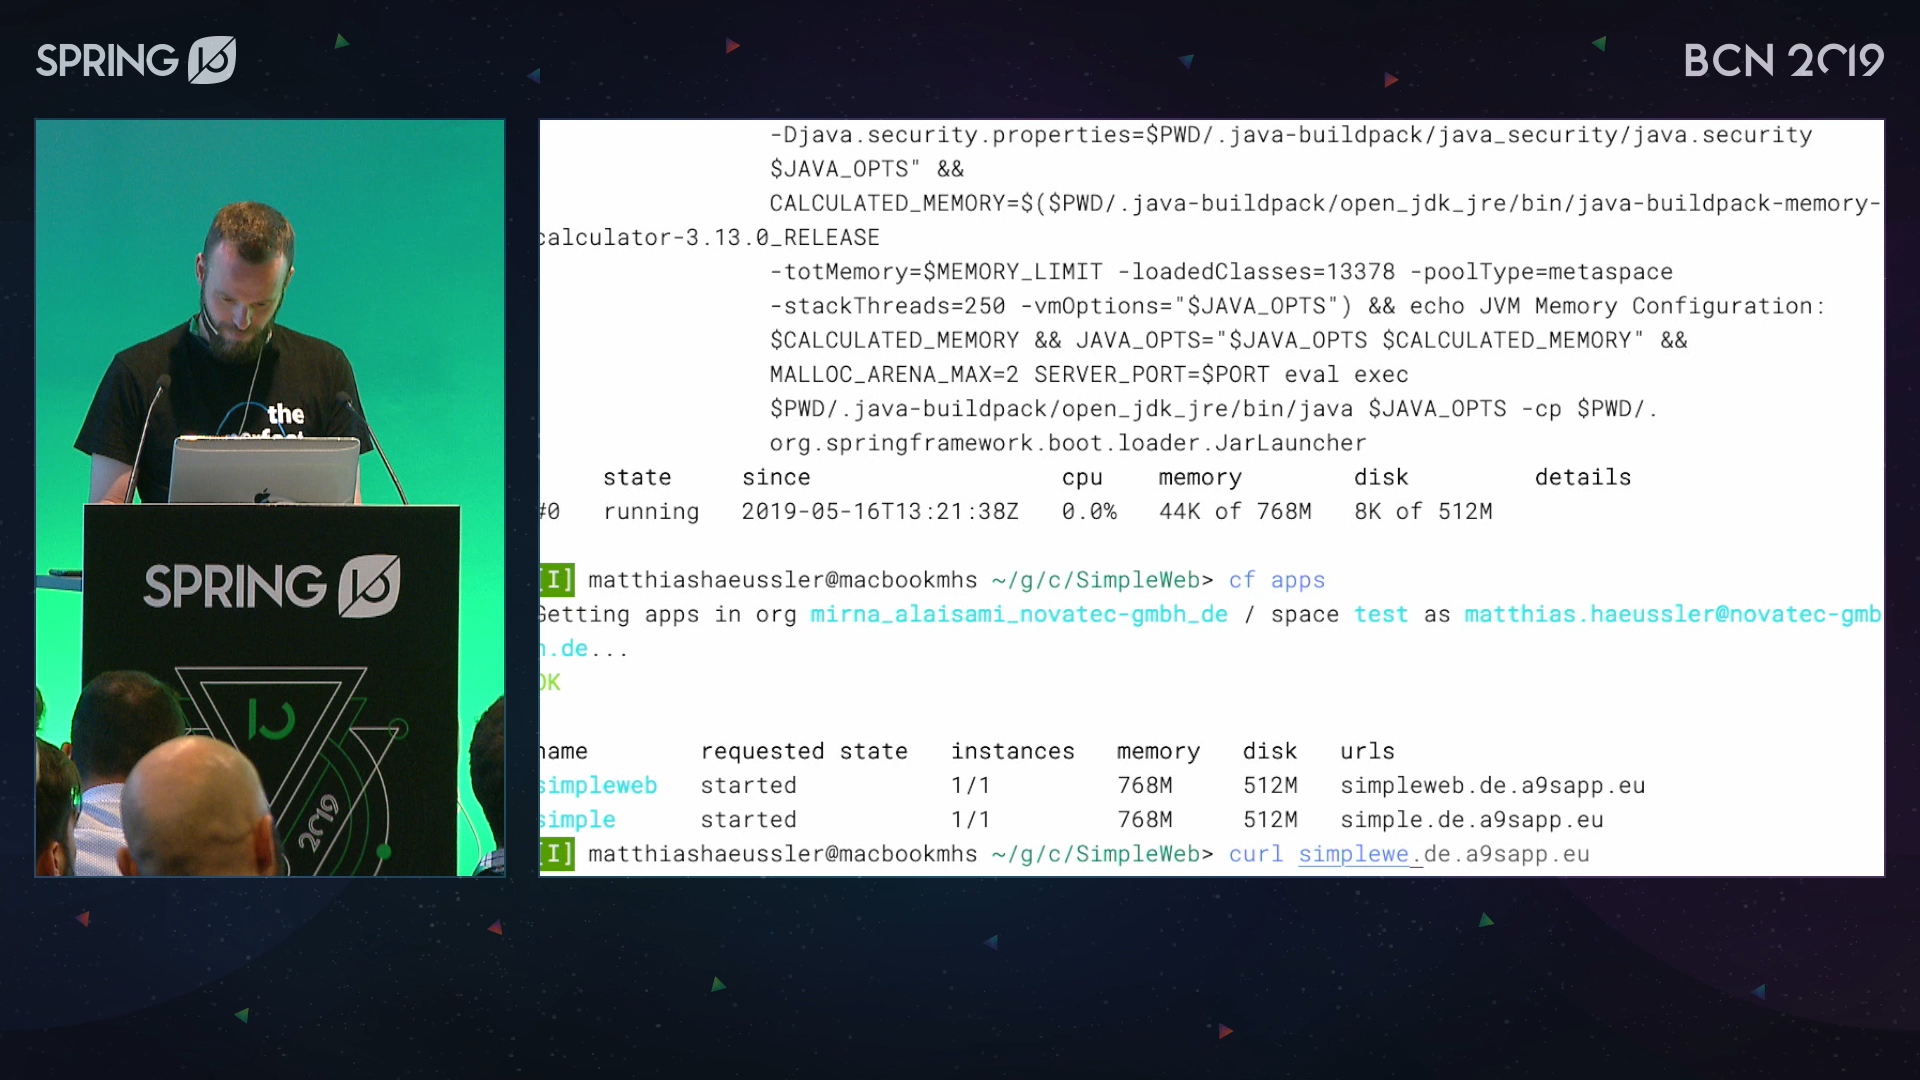 SPRING IO
BCN 2019
-Djava.security.properties=$PWD/.java-buildpack/java_security/java.security
$JAVA_OPTS" &&
CALCULATED_MEMORY=$($PWD/.java-buildpack/open_jdk_jre/bin/java-buildpack-memory-
calculator-3.13.0_RELEASE
-totMemory=$MEMORY_LIMIT -loadedClasses=13378 -poolType=metaspace
-stackThreads=250 -vmOptions="$JAVA_OPTS") && echo JVM Memory Configuration:
$CALCULATED_MEMORY && JAVA_OPTS="$JAVA_OPTS $CALCULATED_MEMORY" &&
MALLOC_ARENA_MAX=2 SERVER_PORT=$PORT eval exec
$PWD/.java-buildpack/open_jdk_jre/bin/java $JAVA_OPTS -cp $PWD/.
org.springframework.boot.loader.JarLauncher
state since cpu memory disk details
#0 running 2019-05-16T13:21:38Z 0.0% 44K of 768M 8K of 512M
[I] matthiashaeussler@macbookmhs ~/g/c/SimpleWeb> cf apps
Getting apps in org mirna_alaisami_novatec-gmbh_de / space test as matthias.haeussler@novatec-gmb
h.de...
OK
name requested state instances memory disk urls
simpleweb started 1/1 768M 512M simpleweb.de.a9sapp.eu
simple started 1/1 768M 512M simple.de.a9sapp.eu
[I] matthiashaeussler@macbookmhs ~/g/c/SimpleWeb> curl simplewe.de.a9sapp.eu
the
SPRING IO
IO
2019